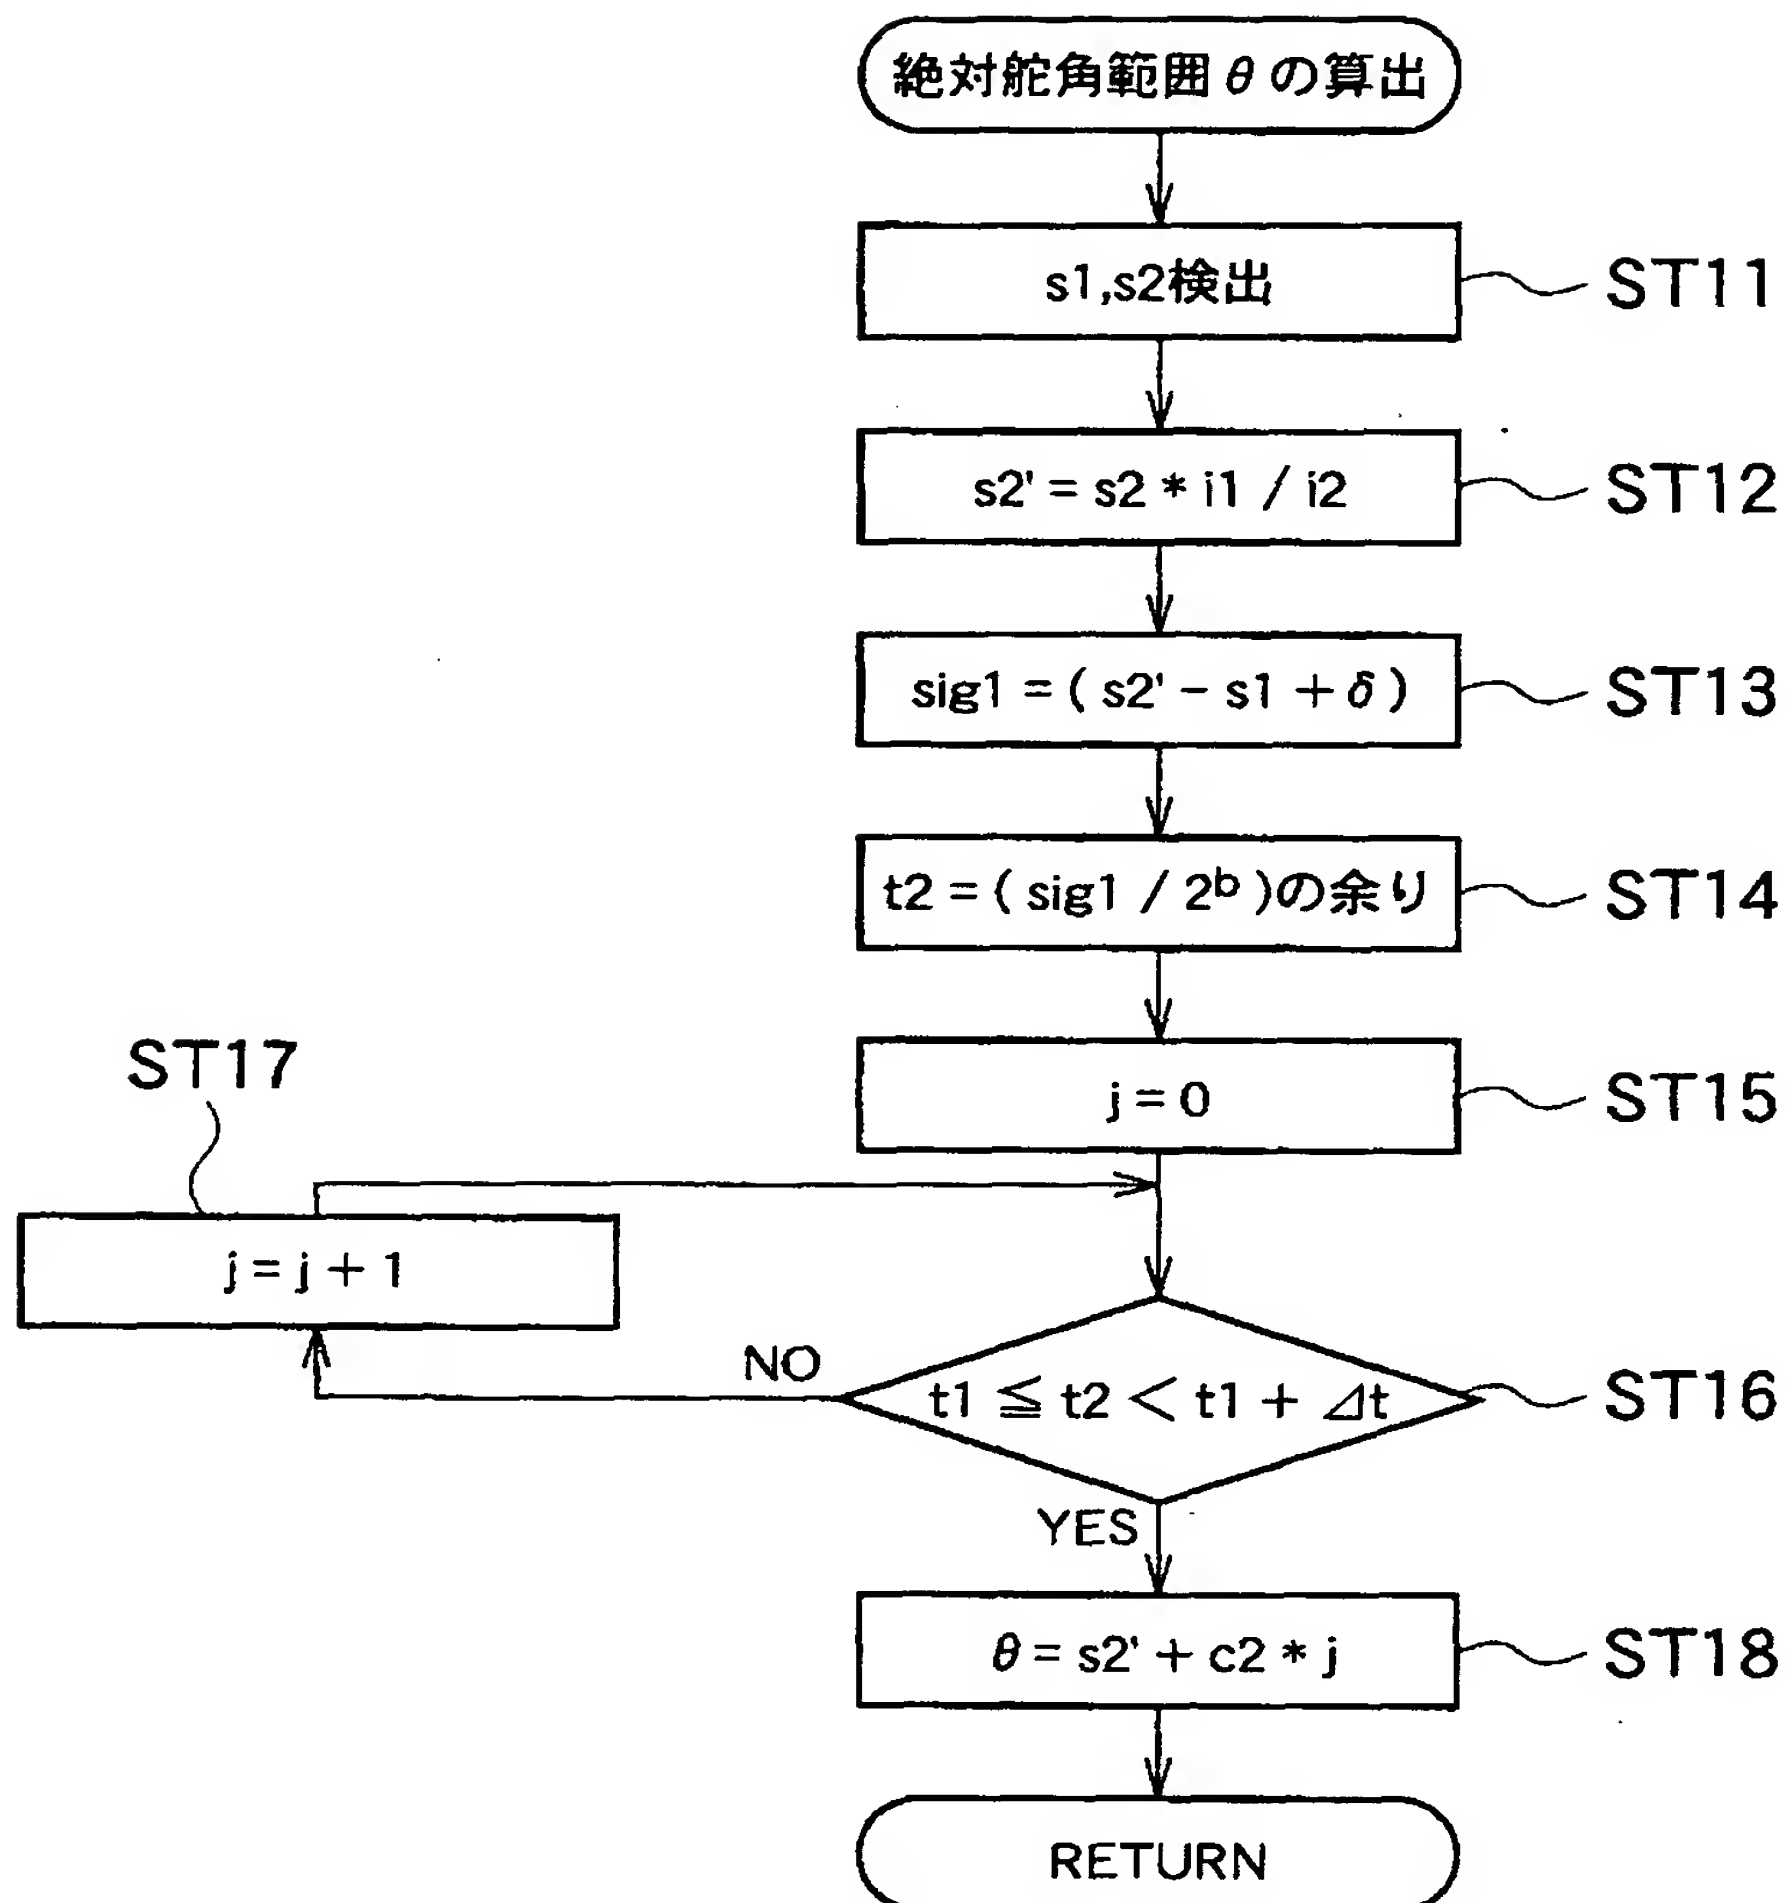 絶対舵角範囲θの算出
s1,s2検出
ST11
s2' = s2 * i1 / i2
ST12
sig1 = ( s2' - s1 + δ )
ST13
t2 = ( sig1 / 2ᵇ )の余り
ST14
ST17
j = 0
ST15
j = j + 1
NO
t1 ≦ t2 < t1 + ⊿t
ST16
YES
θ = s2' + c2 * j
ST18
RETURN